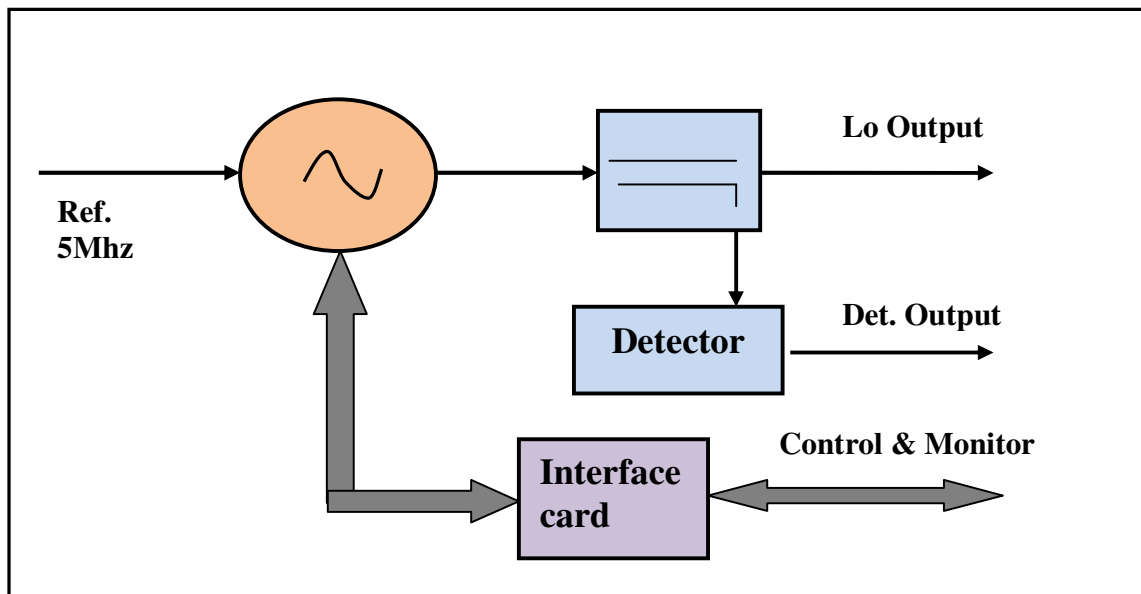 Lo Output
Ref.
5Mhz
Detector
Det. Output
Control & Monitor
Interface
card